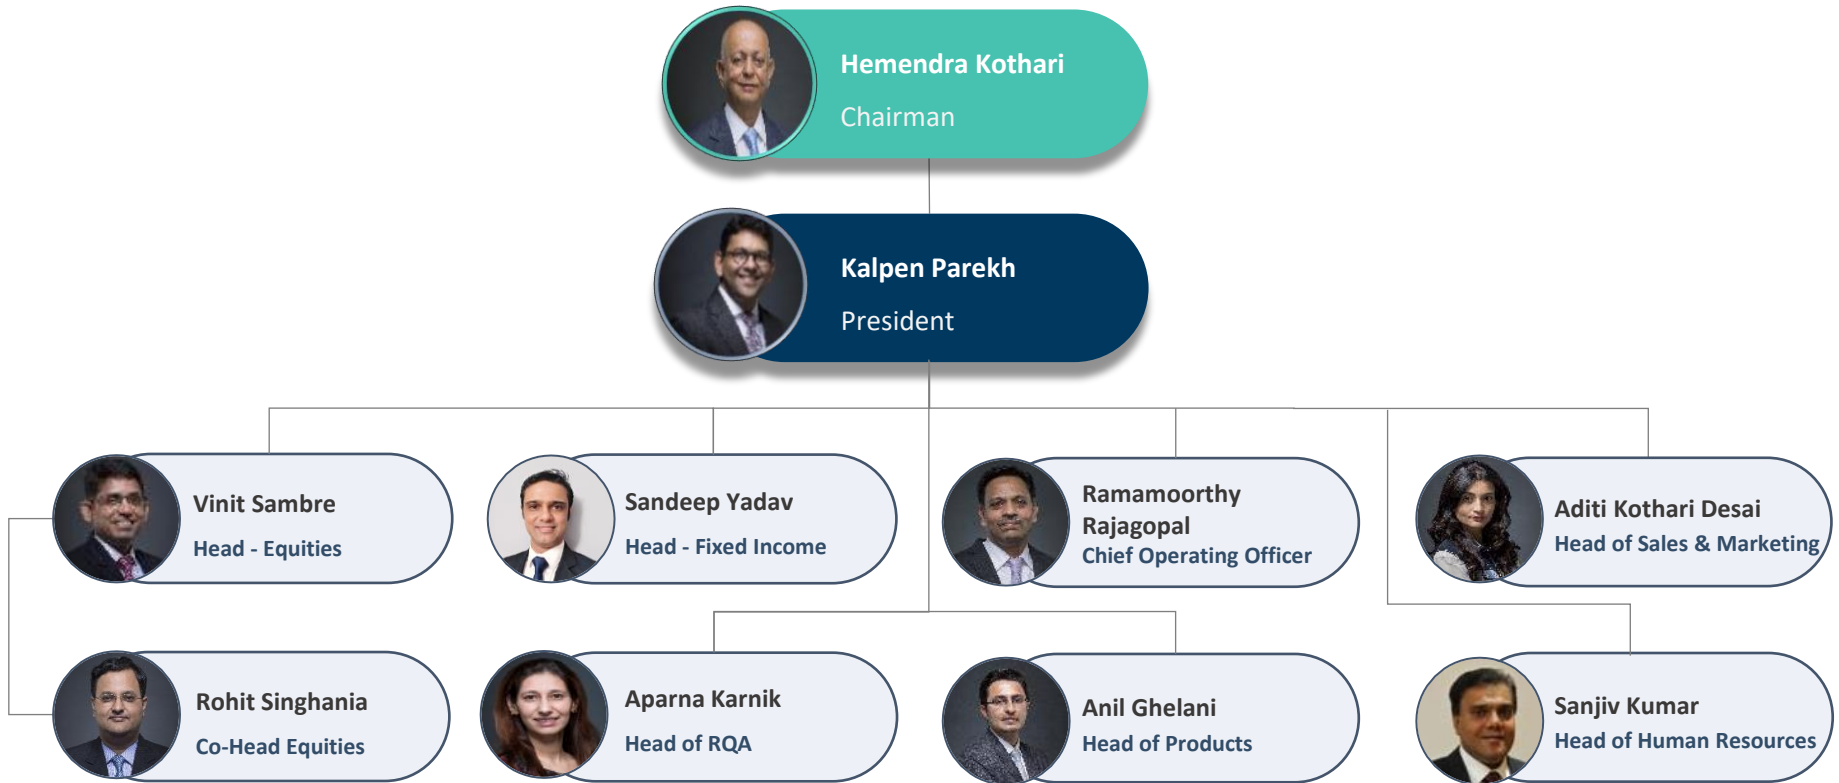 Hemendra Kothari
Chairman
Kalpen Parekh
President
Vinit Sambre
Head - Equities
Sandeep Yadav
Head - Fixed Income
Ramamoorthy
Rajagopal
Chief Operating Officer
Aditi Kothari Desai
Head of Sales & Marketing
Rohit Singhania
Co-Head Equities
Aparna Karnik
Head of RQA
Anil Ghelani
Head of Products
Sanjiv Kumar
Head of Human Resources